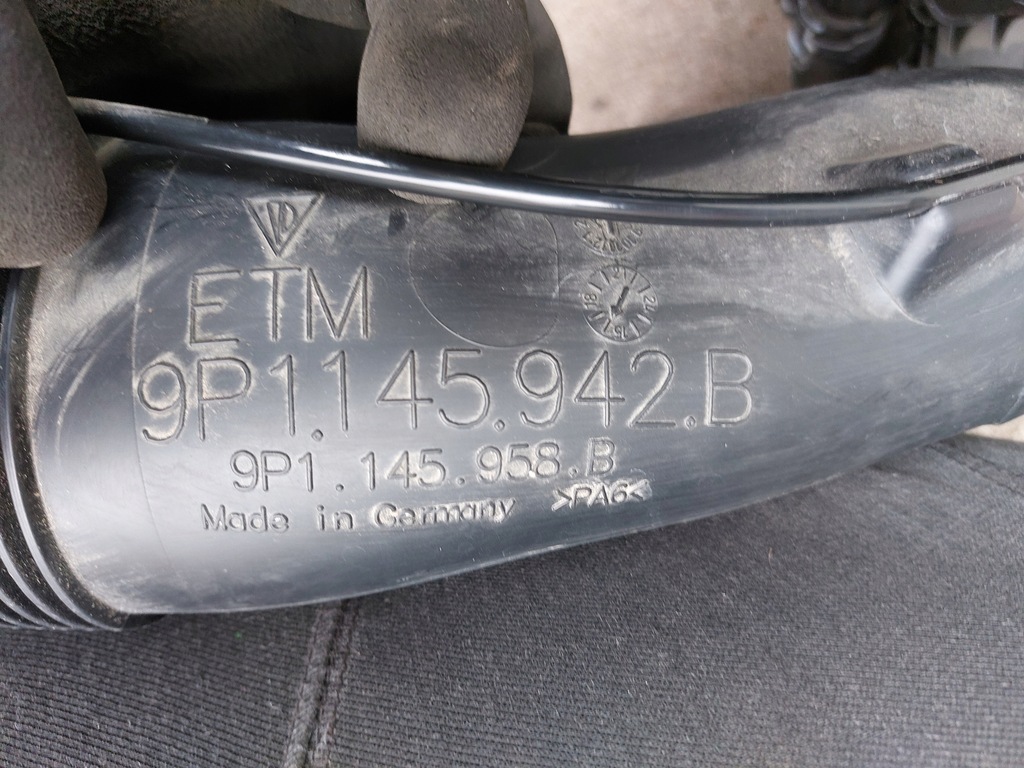 ETM
9P1.145.942.B
9P1.145.958.B
>PA6<
Made in Germany